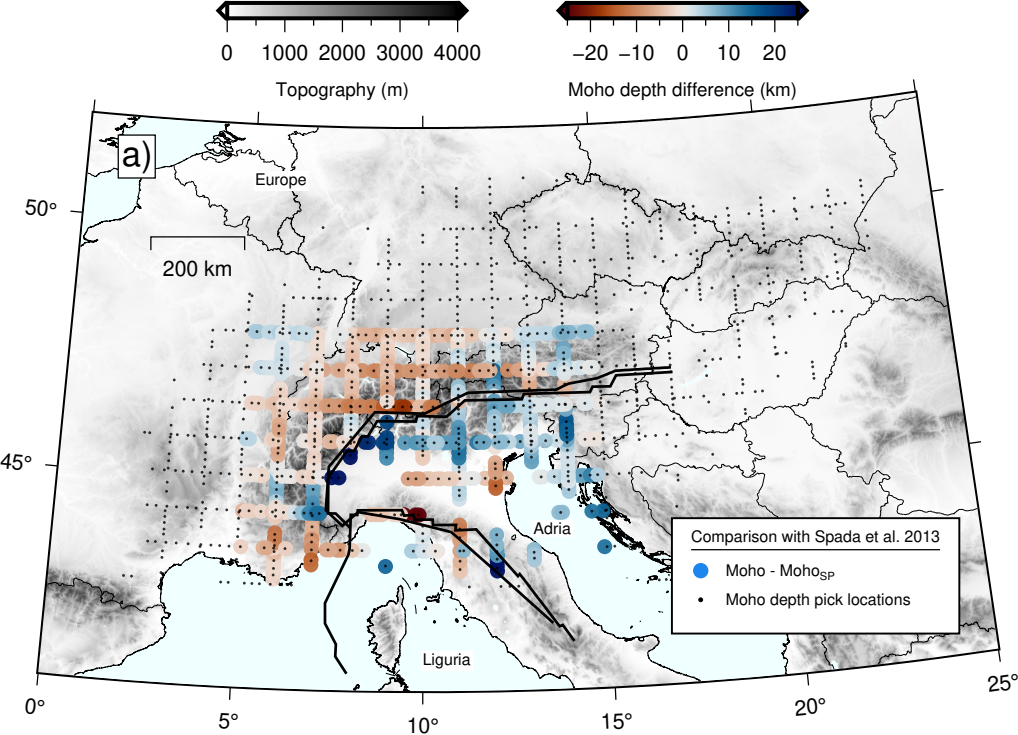 0 1000 2000 3000 4000
Topography (m)
−20 −10 0 10 20
Moho depth difference (km)
a)
Europe
50°
200 km
45°
Adria
Comparison with Spada et al. 2013
Moho - MohoSP
Moho depth pick locations
Liguria
0° 5° 10° 15° 20° 25°